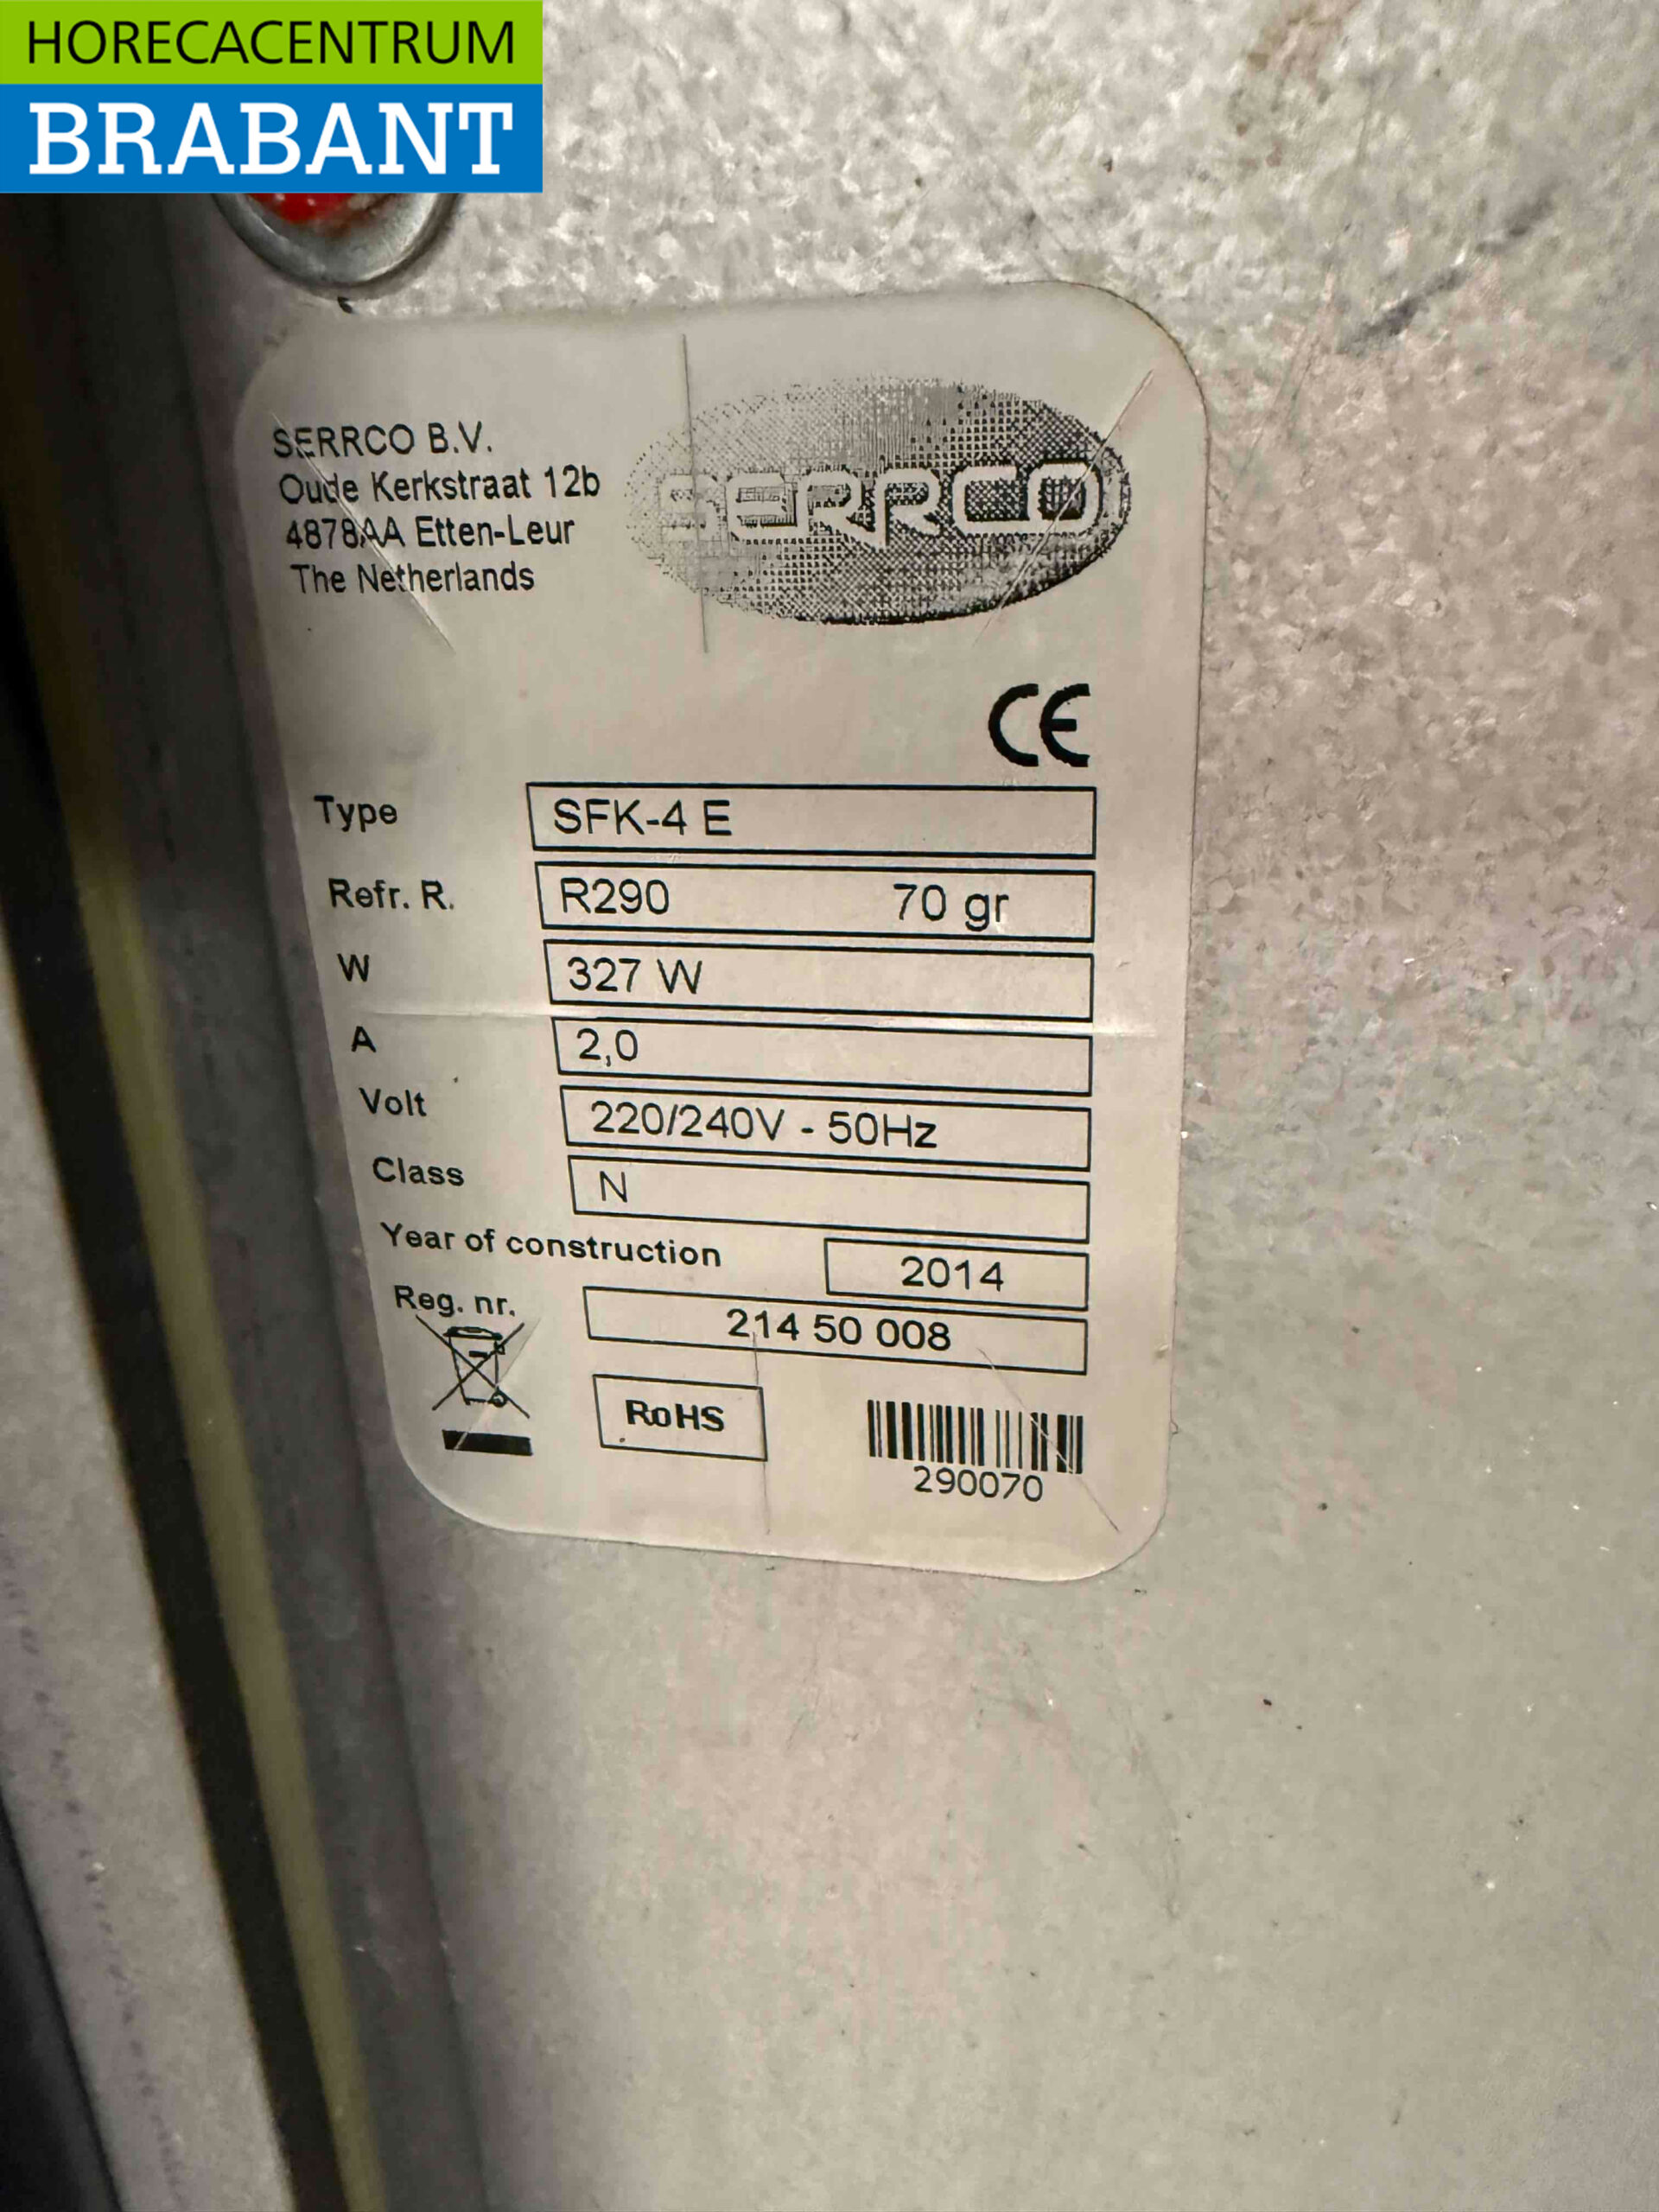 HORECACENTRUM
BRABANT
SERRCO B.V.
Oude Kerkstraat 12b
4878AA Etten-Leur
The Netherlands
SERRCO
CE
Type SFK-4 E
Refr. R. R290 70 gr
W 327 W
A 2,0
Volt 220/240V - 50Hz
Class N
Year of construction 2014
Reg. nr. 214 50 008
RoHS
290070